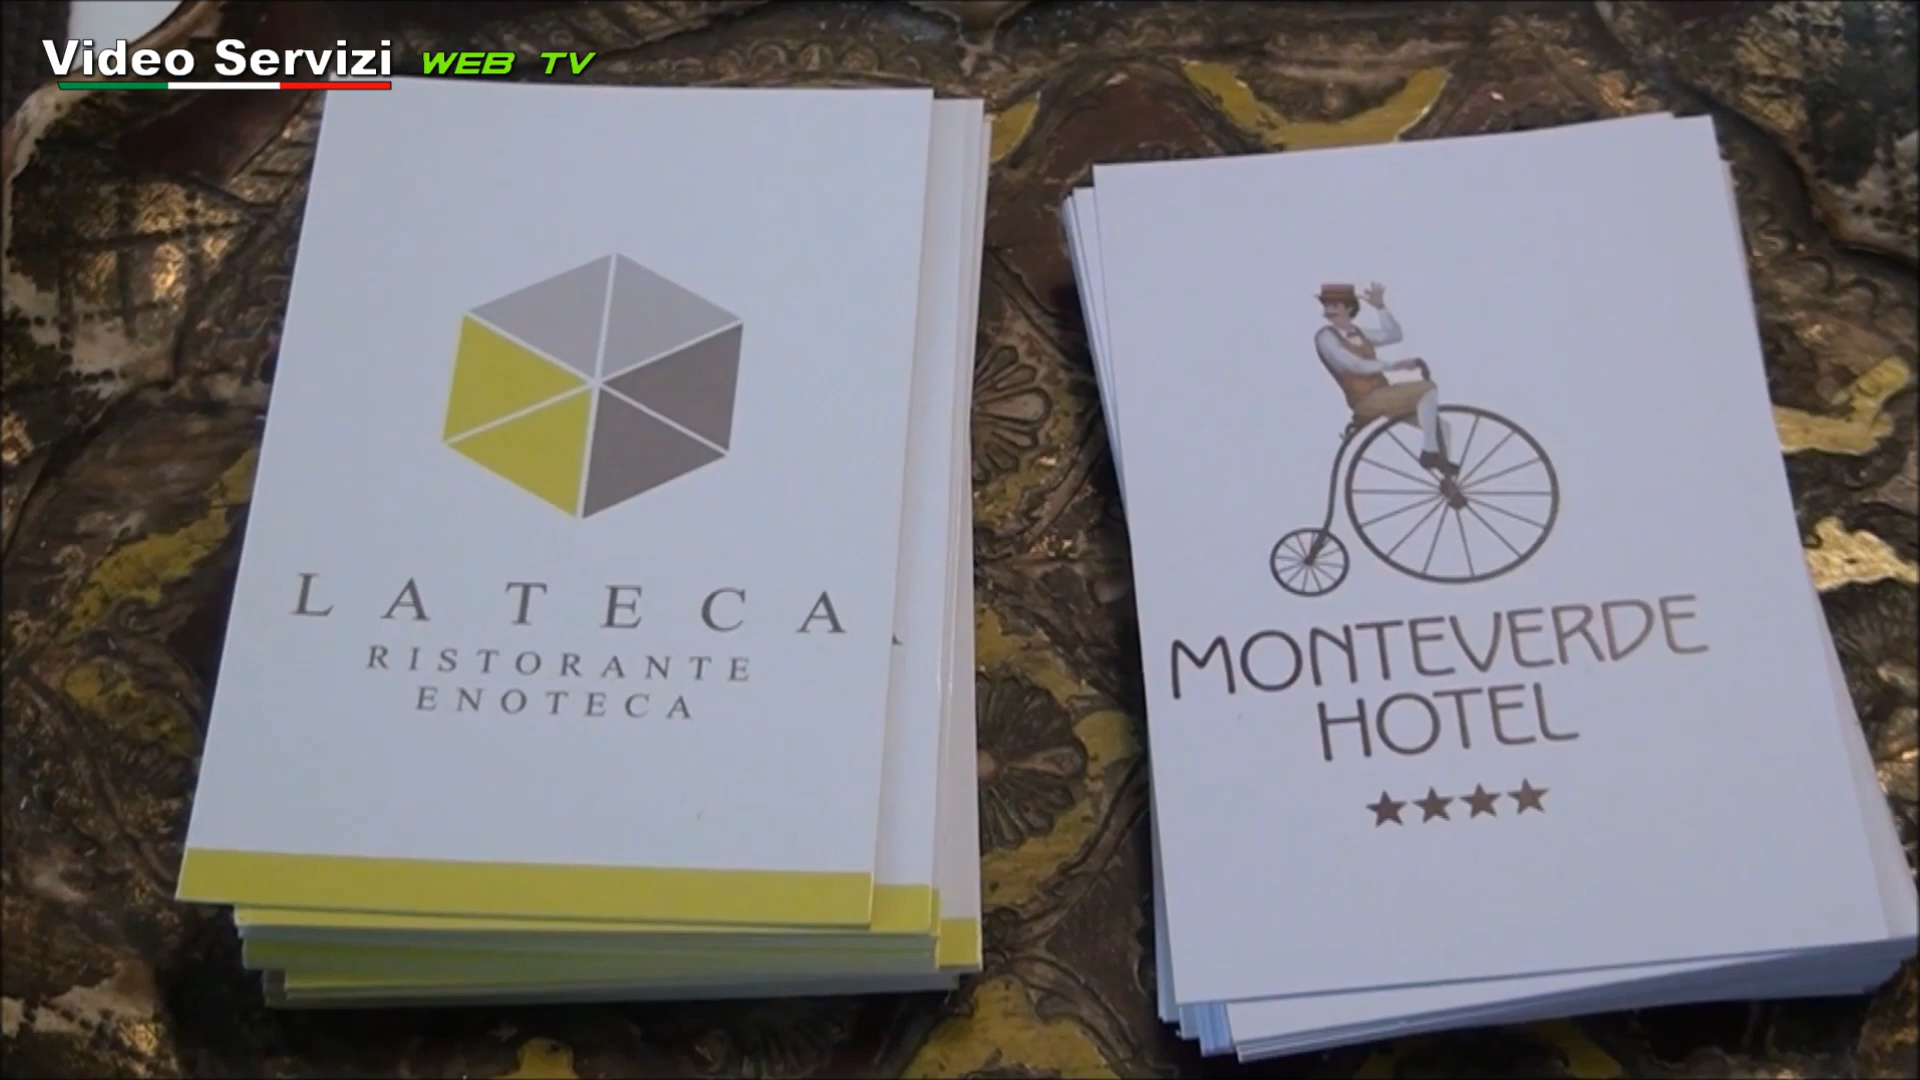 Video Servizi WEB TV
LA TECA
RISTORANTE
ENOTECA
MONTEVERDE
HOTEL